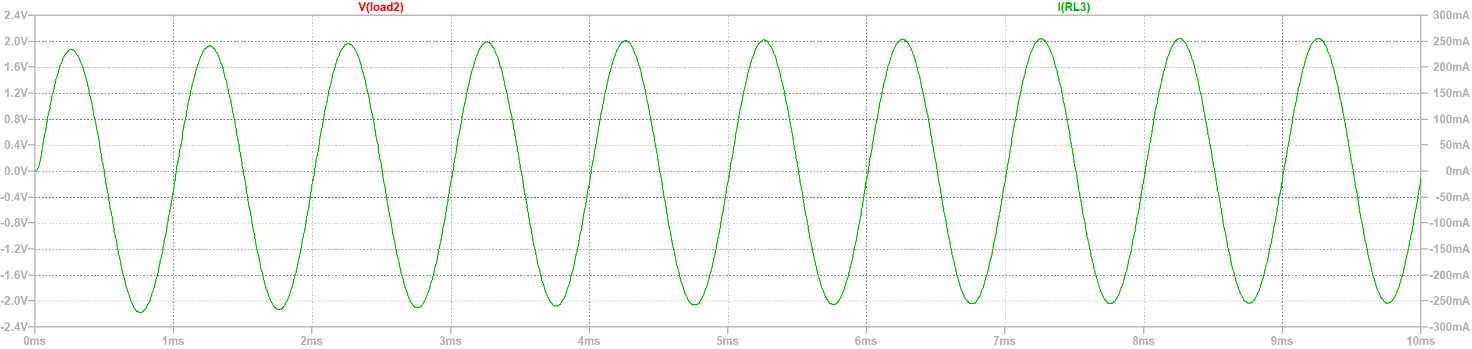 V(load2) I(RL3)
2.4V 300mA
2.0V 250mA
1.6V 200mA
1.2V 150mA
0.8V 100mA
0.4V 50mA
0.0V 0mA
-0.4V -50mA
-0.8V -100mA
-1.2V -150mA
-1.6V -200mA
-2.0V -250mA
-2.4V -300mA
0ms 1ms 2ms 3ms 4ms 5ms 6ms 7ms 8ms 9ms 10ms